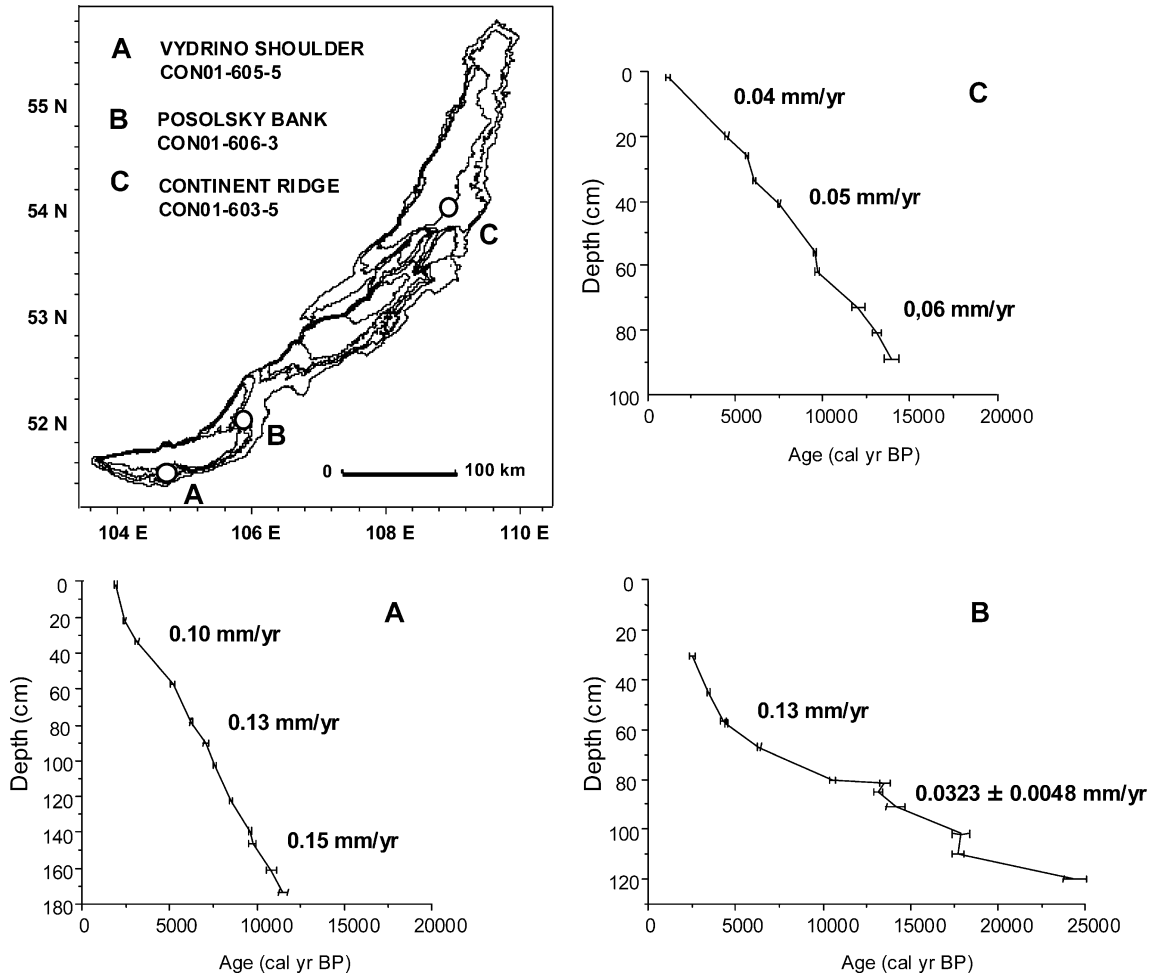 A VYDRINO SHOULDER
CON01-605-5
B POSOLSKY BANK
CON01-606-3
C CONTINENT RIDGE
CON01-603-5
55 N
54 N
53 N
52 N
C
B
A
0 100 km
104 E 106 E 108 E 110 E
C
0
20
40
60
80
100
Depth (cm)
0.04 mm/yr
0.05 mm/yr
0,06 mm/yr
0 5000 10000 15000 20000
Age (cal yr BP)
A
0
20
40
60
80
100
120
140
160
180
Depth (cm)
0.10 mm/yr
0.13 mm/yr
0.15 mm/yr
0 5000 10000 15000 20000
Age (cal yr BP)
B
0
20
40
60
80
100
120
Depth (cm)
0.13 mm/yr
0.0323 ± 0.0048 mm/yr
0 5000 10000 15000 20000 25000
Age (cal yr BP)